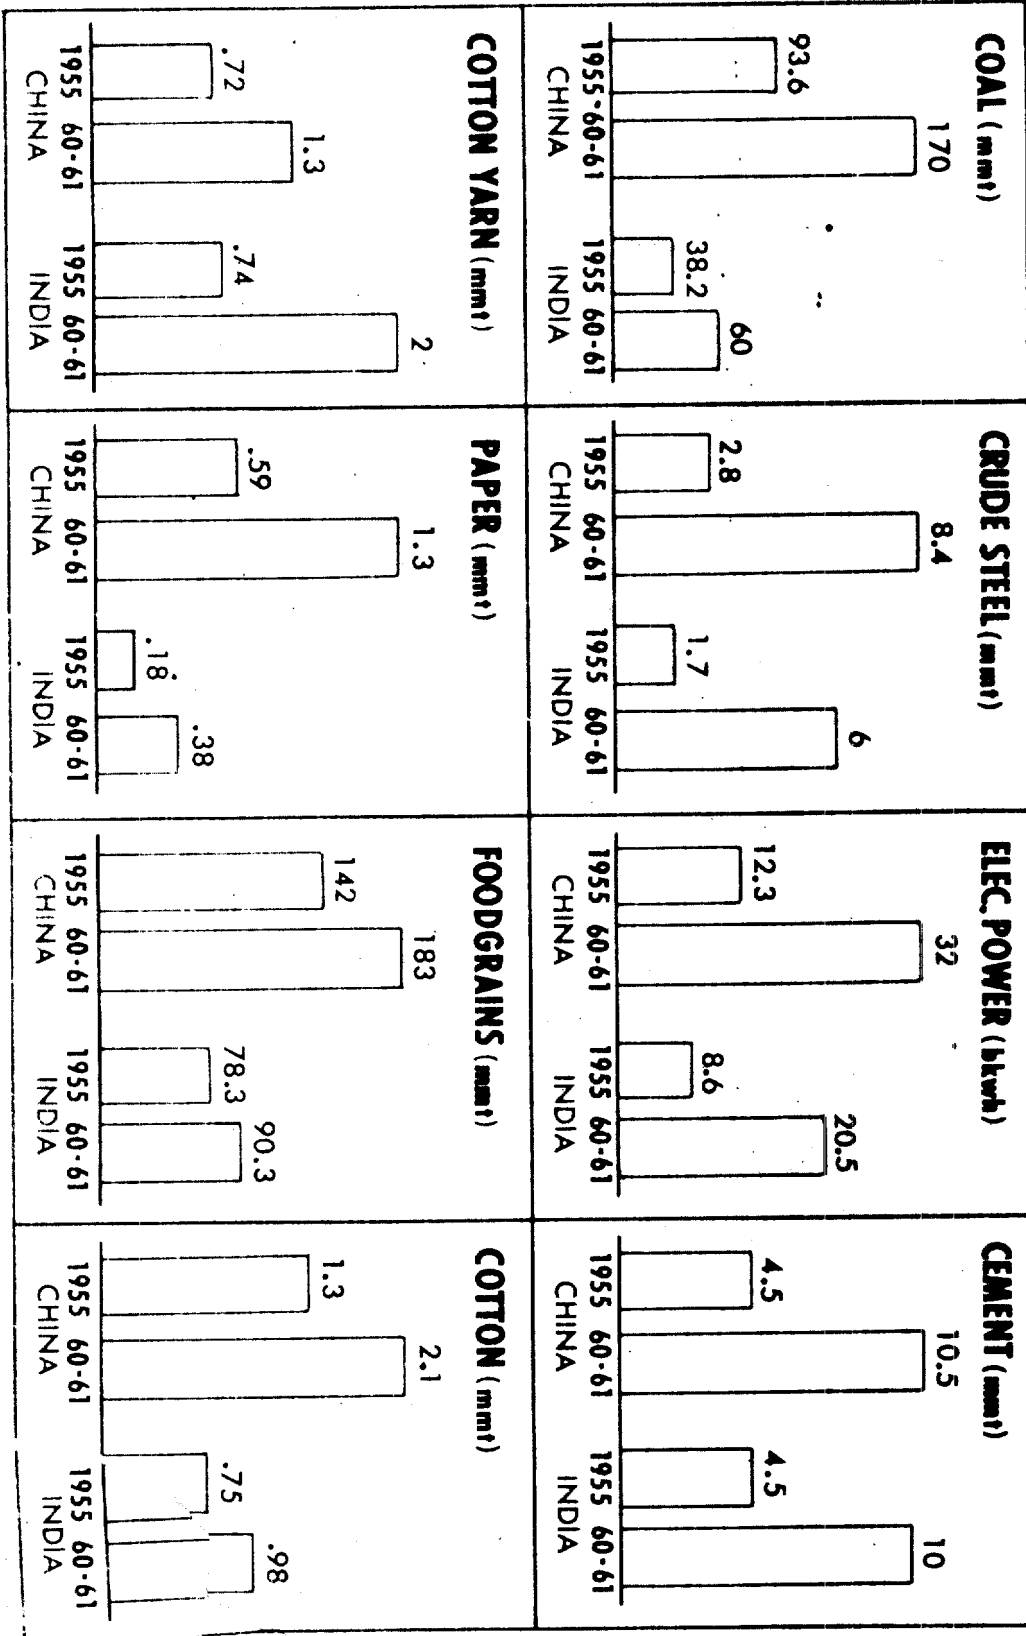 COAL (mmt)
93.6
170
38.2
60
1955-60-61
1955 60-61
CHINA
INDIA
CRUDE STEEL (mmt)
2.8
8.4
1.7
6
1955 60-61
1955 60-61
CHINA
INDIA
ELEC. POWER (bkwh)
12.3
32
8.6
20.5
1955 60-61
1955 60-61
CHINA
INDIA
CEMENT (mmt)
4.5
10.5
4.5
10
1955 60-61
1955 60-61
CHINA
INDIA
COTTON YARN (mmt)
.72
1.3
.74
2
1955 60-61
1955 60-61
CHINA
INDIA
PAPER (mmt)
.59
1.3
.18
.38
1955 60-61
1955 60-61
CHINA
INDIA
FOODGRAINS (mmt)
142
183
78.3
90.3
1955 60-61
1955 60-61
CHINA
INDIA
COTTON (mmt)
1.3
2.1
.75
.98
1955 60-61
1955 60-61
CHINA
INDIA